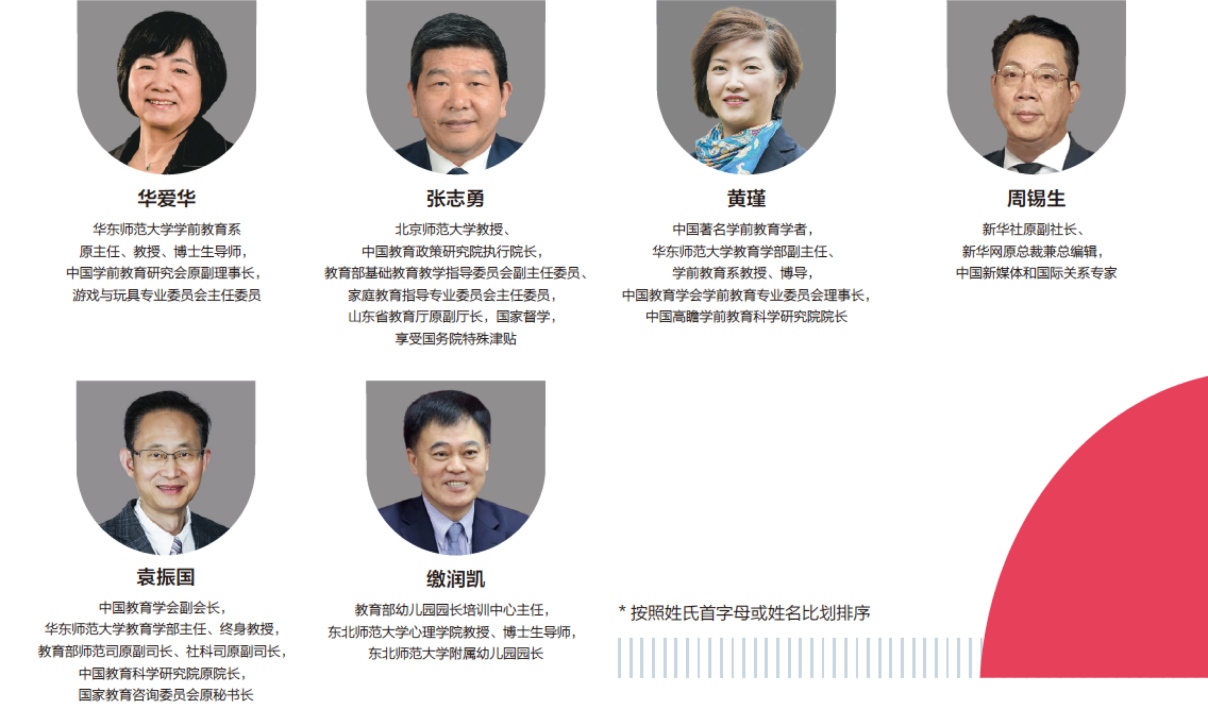 华爱华
华东师范大学学前教育系
原主任、教授、博士生导师，
中国学前教育研究会原副理事长，
游戏与玩具专业委员会主任委员
张志勇
北京师范大学教授、
中国教育政策研究院执行院长，
教育部基础教育教学指导委员会副主任委员、
家庭教育指导专业委员会主任委员，
山东省教育厅原副厅长，国家督学，
享受国务院特殊津贴
黄瑾
中国著名学前教育学者，
华东师范大学教育学部副主任、
学前教育系教授、博导，
中国教育学会学前教育专业委员会理事长，
中国高瞻学前教育科学研究院院长
周锡生
新华社原副社长、
新华网原总裁兼总编辑，
中国新媒体和国际关系专家
袁振国
中国教育学会副会长，
华东师范大学教育学部主任、终身教授，
教育部师范司原副司长、社科司原副司长，
中国教育科学研究院原院长，
国家教育咨询委员会原秘书长
缴润凯
教育部幼儿园园长培训中心主任，
东北师范大学心理学院教授、博士生导师，
东北师范大学附属幼儿园园长
* 按照姓氏首字母或姓名比划排序